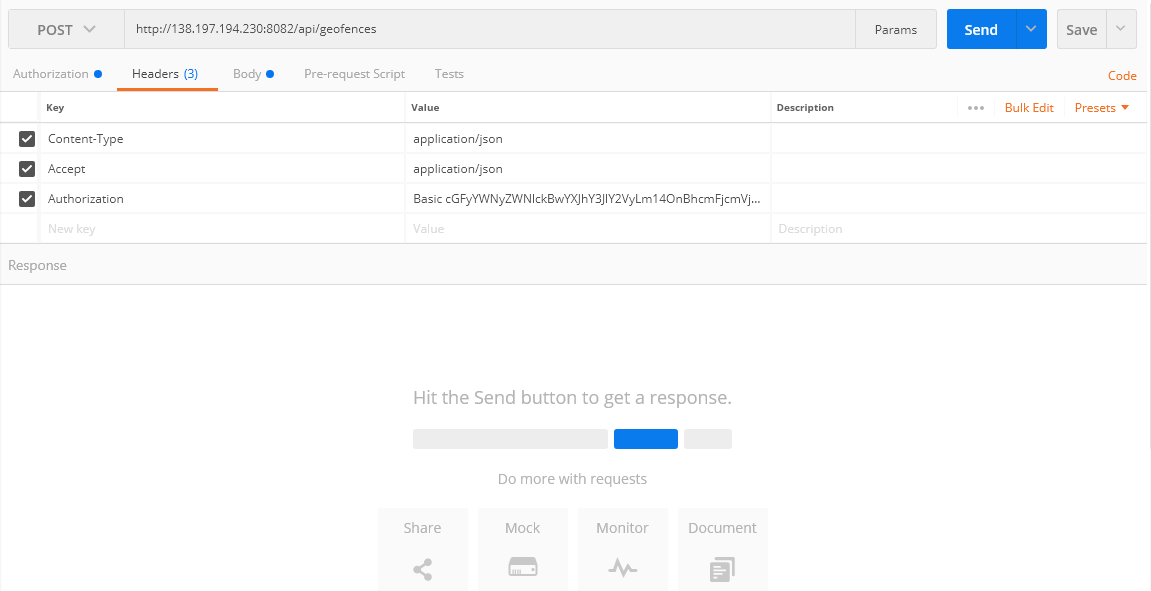 POST http://138.197.194.230:8082/api/geofences Params Send Save
Authorization Headers (3) Body Pre-request Script Tests Code
Key Value Description ••• Bulk Edit Presets
Content-Type application/json
Accept application/json
Authorization Basic cGFyYWNyZWNlckBwYXJhY3JlY2VyLm14OnBhcmFjcmVj...
New key Value Description
Response
Hit the Send button to get a response.
Do more with requests
Share Mock Monitor Document